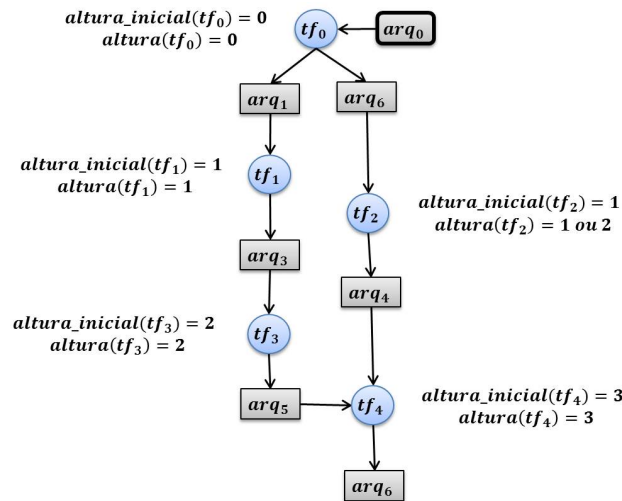 altura_inicial(tf₀) = 0
altura(tf₀) = 0
tf₀
arq₀
arq₁
arq₆
altura_inicial(tf₁) = 1
altura(tf₁) = 1
tf₁
tf₂
altura_inicial(tf₂) = 1
altura(tf₂) = 1 ou 2
arq₃
arq₄
altura_inicial(tf₃) = 2
altura(tf₃) = 2
tf₃
arq₅
tf₄
altura_inicial(tf₄) = 3
altura(tf₄) = 3
arq₆